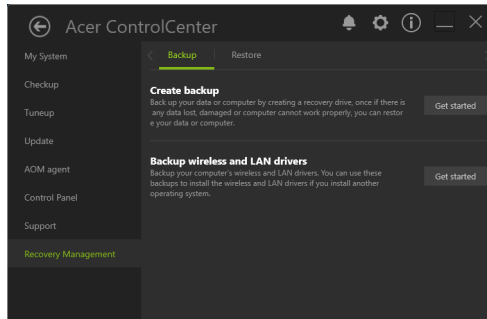 Acer ControlCenter
My System
Backup
Restore
Checkup
Create backup
Back up your data or computer by creating a recovery drive, once if there is
any data lost, damaged or computer cannot work properly, you can restor
e your data or computer.
Get started
Tuneup
Update
AOM agent
Backup wireless and LAN drivers
Backup your computer's wireless and LAN drivers. You can use these
backups to install the wireless and LAN drivers if you install another
operating system.
Get started
Control Panel
Support
Recovery Management